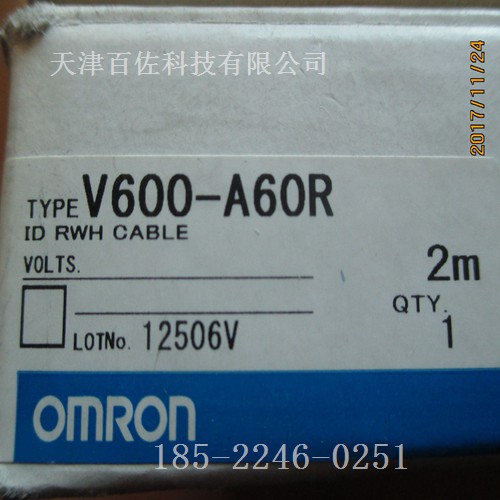 天津百佐科技有限公司
2017/11/24
TYPE V600-A60R
ID RWH CABLE
VOLTS.
2m
QTY.
LOTNo. 12506V
1
OMRON
185-2246-0251